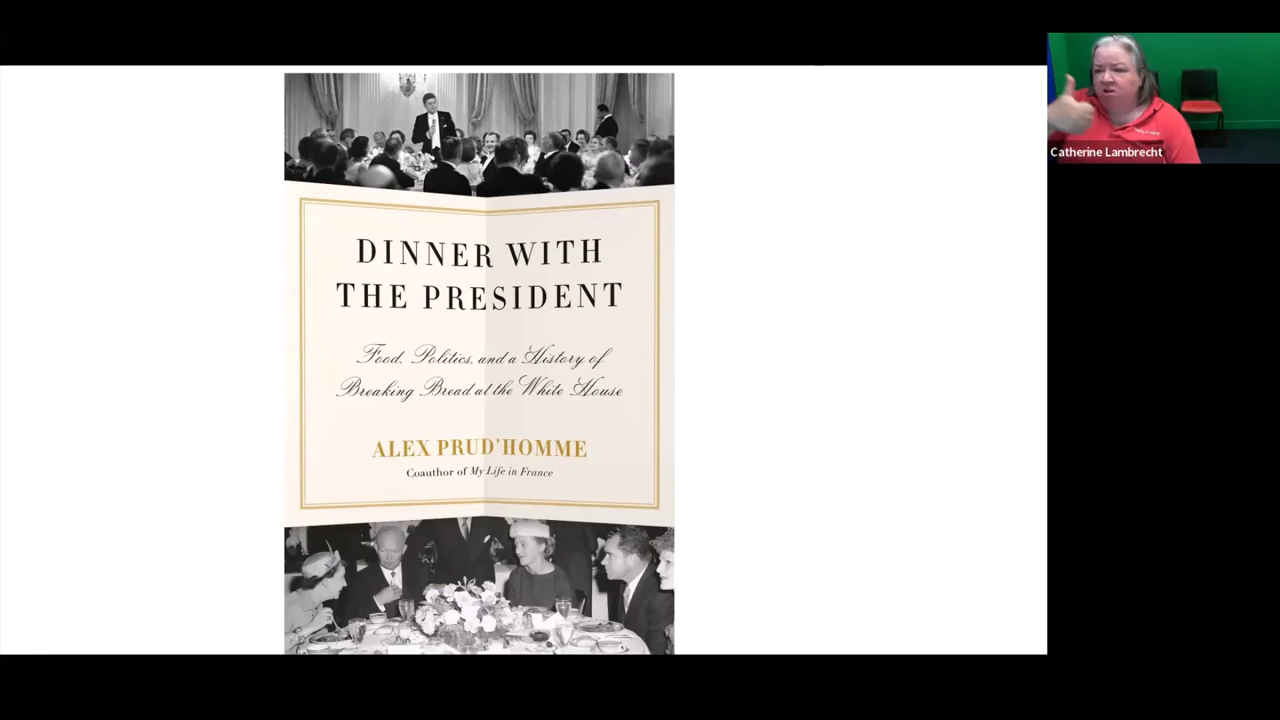 DINNER WITH
THE PRESIDENT
Food, Politics, and a History of
Breaking Bread at the White House
ALEX PRUD'HOMME
Coauthor of My Life in France
Catherine Lambrecht